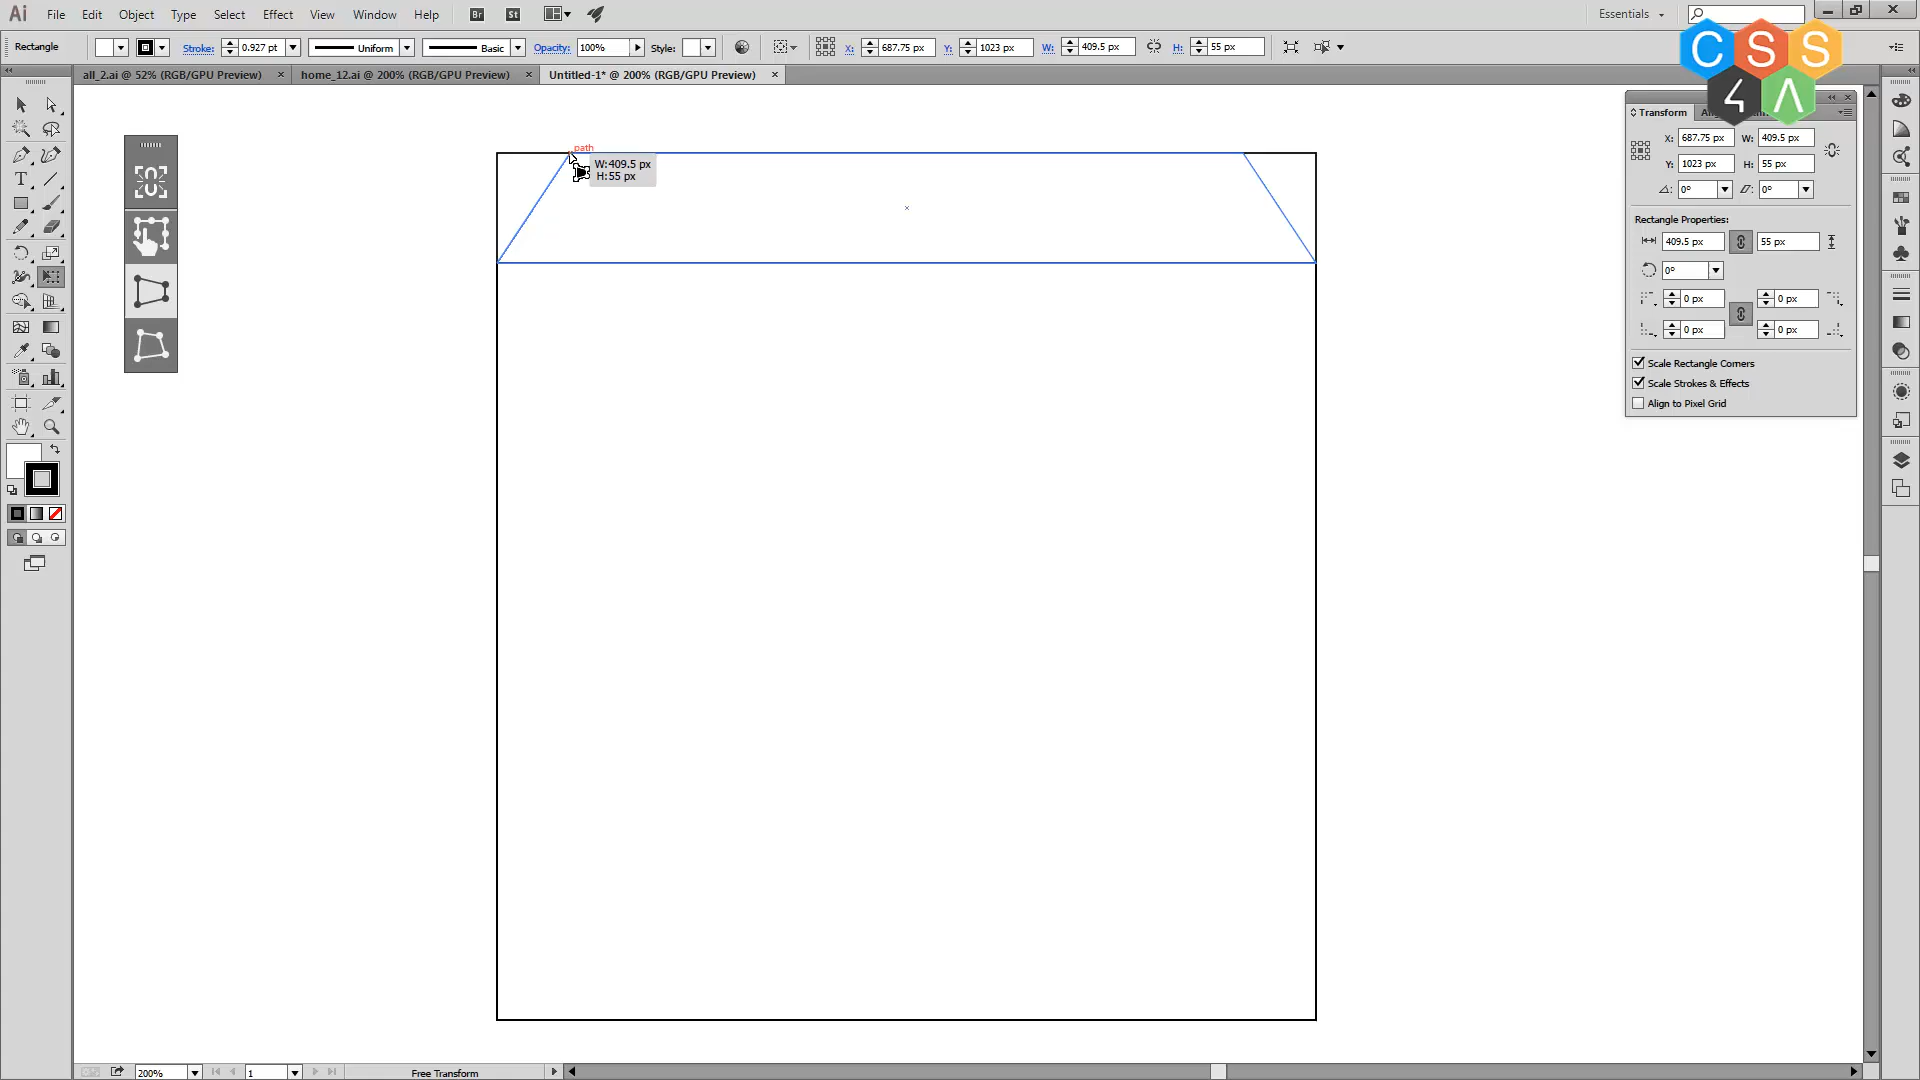 Ai File Edit Object Type Select Effect View Window Help Br St Essentials
Rectangle Stroke: 0.927 pt Uniform Basic Opacity: 100% Style: X: 687.75 px Y: 1023 px W: 409.5 px H: 55 px
all_2.ai @ 52% (RGB/GPU Preview) × home_12.ai @ 200% (RGB/GPU Preview) × Untitled-1* @ 200% (RGB/GPU Preview) ×
CSS
4Λ
Transform
X: 687.75 px W: 409.5 px
Y: 1023 px H: 55 px
0° 0°
Rectangle Properties:
409.5 px 55 px
0°
0 px 0 px
0 px 0 px
Scale Rectangle Corners
Scale Strokes & Effects
Align to Pixel Grid
path
W: 409.5 px
H: 55 px
200% 1 Free Transform